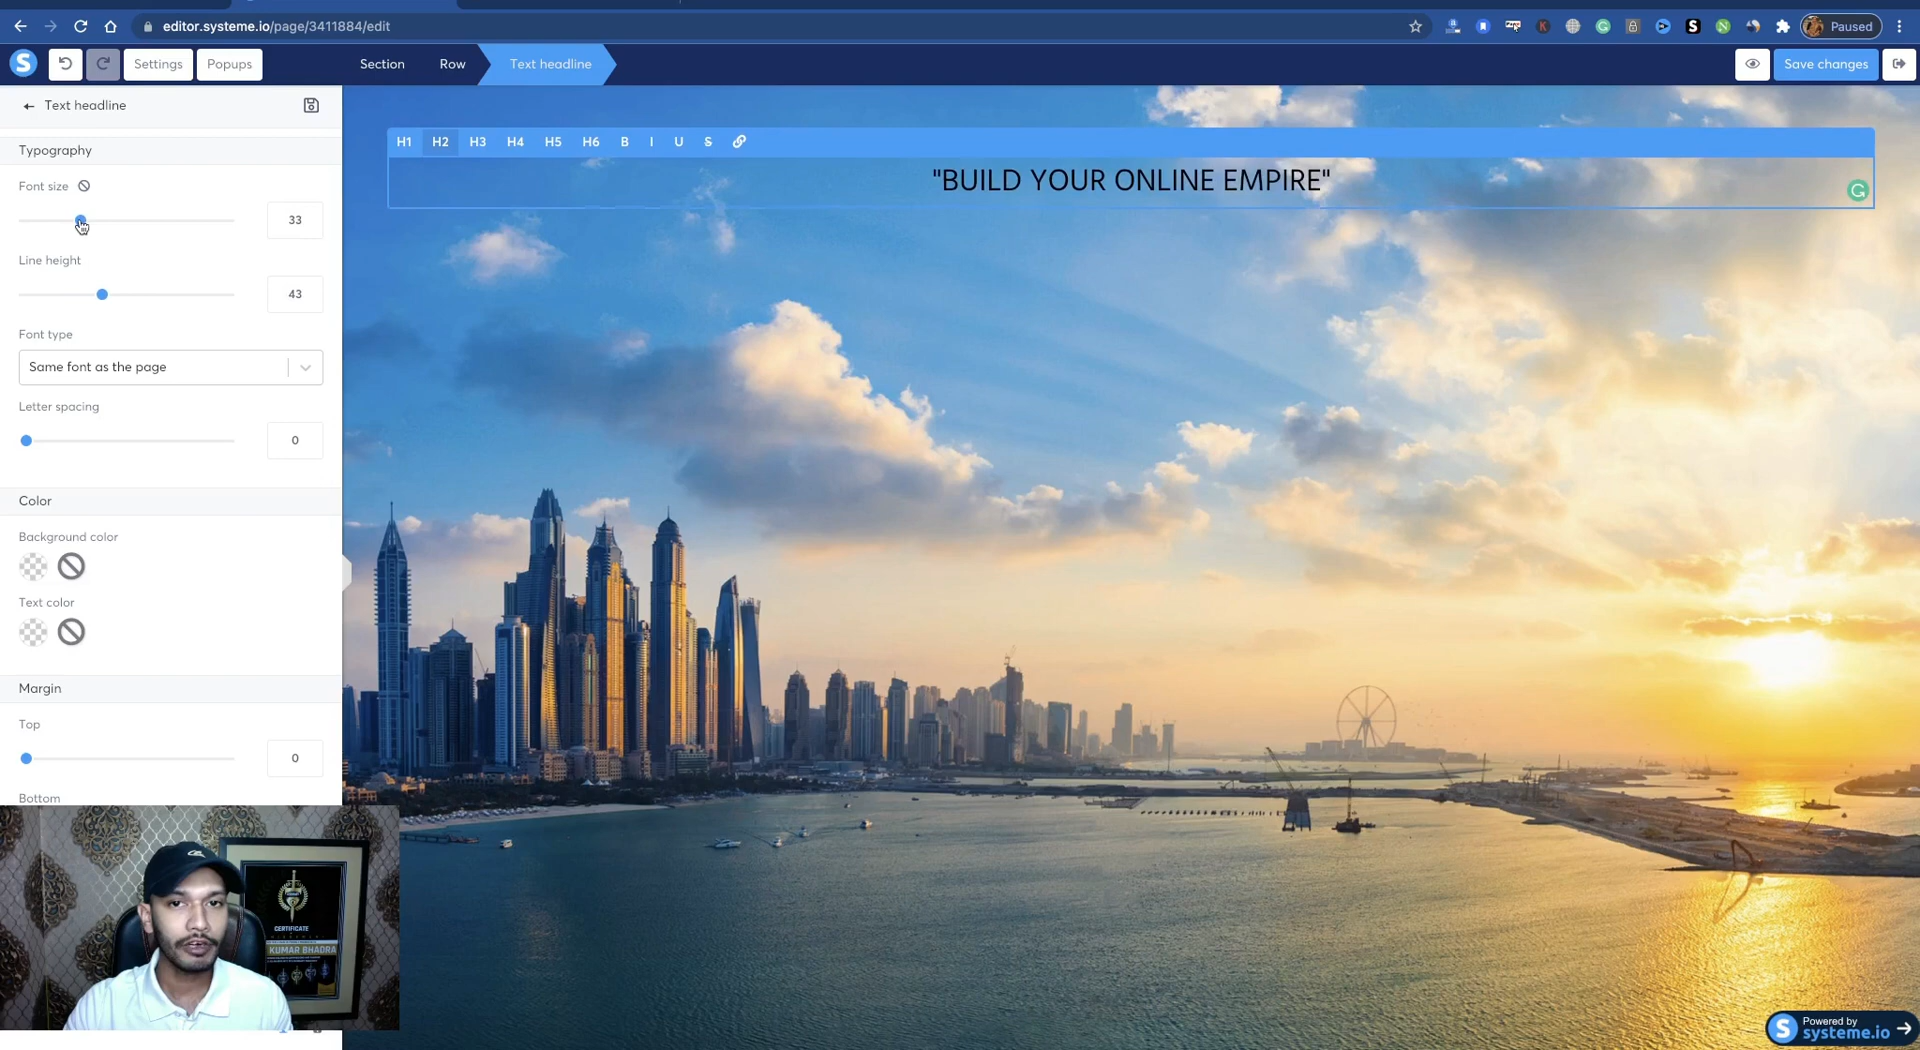 editor.systeme.io/page/3411884/edit
Paused
S
Settings
Popups
Section
Row
Text headline
Save changes
Text headline
Typography
Font size
33
Line height
43
Font type
Same font as the page
Letter spacing
0
Color
Background color
Text color
Margin
Top
0
Bottom
H1 H2 H3 H4 H5 H6 B I U S
"BUILD YOUR ONLINE EMPIRE"
CERTIFICATE
KUMAR BHADRA
Powered by
systeme.io